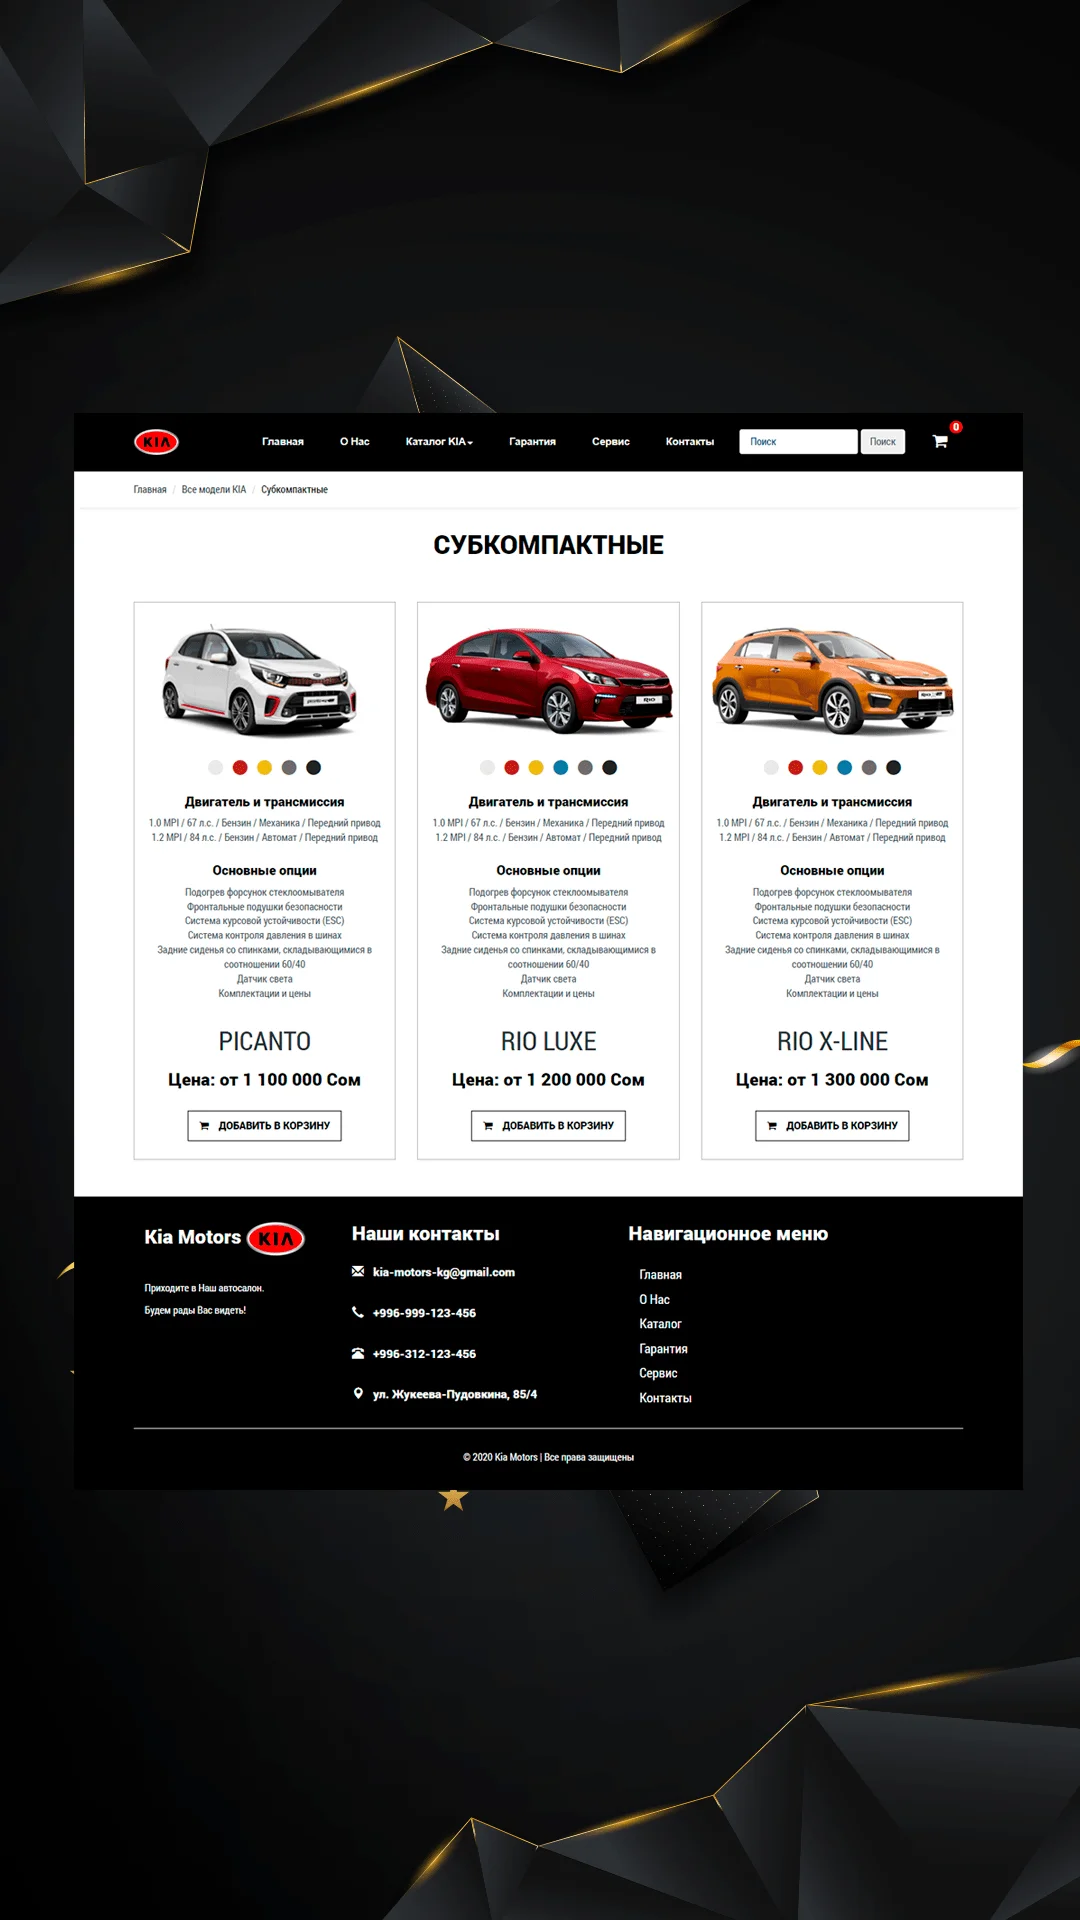 KIA
Главная
О Нас
Каталог KIA
Гарантия
Сервис
Контакты
Поиск
Поиск
0
Главная / Все модели KIA / Субкомпактные
СУБКОМПАКТНЫЕ
Двигатель и трансмиссия
1.0 MPI / 67 л.с. / Бензин / Механика / Передний привод
1.2 MPI / 84 л.с. / Бензин / Автомат / Передний привод
Основные опции
Подогрев форсунок стеклоомывателя
Фронтальные подушки безопасности
Система курсовой устойчивости (ESC)
Система контроля давления в шинах
Задние сиденья со спинками, складывающимися в
соотношении 60/40
Датчик света
Комплектации и цены
PICANTO
Цена: от 1 100 000 Сом
ДОБАВИТЬ В КОРЗИНУ
RIO
Двигатель и трансмиссия
1.0 MPI / 67 л.с. / Бензин / Механика / Передний привод
1.2 MPI / 84 л.с. / Бензин / Автомат / Передний привод
Основные опции
Подогрев форсунок стеклоомывателя
Фронтальные подушки безопасности
Система курсовой устойчивости (ESC)
Система контроля давления в шинах
Задние сиденья со спинками, складывающимися в
соотношении 60/40
Датчик света
Комплектации и цены
RIO LUXE
Цена: от 1 200 000 Сом
ДОБАВИТЬ В КОРЗИНУ
Двигатель и трансмиссия
1.0 MPI / 67 л.с. / Бензин / Механика / Передний привод
1.2 MPI / 84 л.с. / Бензин / Автомат / Передний привод
Основные опции
Подогрев форсунок стеклоомывателя
Фронтальные подушки безопасности
Система курсовой устойчивости (ESC)
Система контроля давления в шинах
Задние сиденья со спинками, складывающимися в
соотношении 60/40
Датчик света
Комплектации и цены
RIO X-LINE
Цена: от 1 300 000 Сом
ДОБАВИТЬ В КОРЗИНУ
Kia Motors KIA
Приходите в Наш автосалон.
Будем рады Вас видеть!
Наши контакты
kia-motors-kg@gmail.com
+996-999-123-456
+996-312-123-456
ул. Жукеева-Пудовкина, 85/4
Навигационное меню
Главная
О Нас
Каталог
Гарантия
Сервис
Контакты
© 2020 Kia Motors | Все права защищены